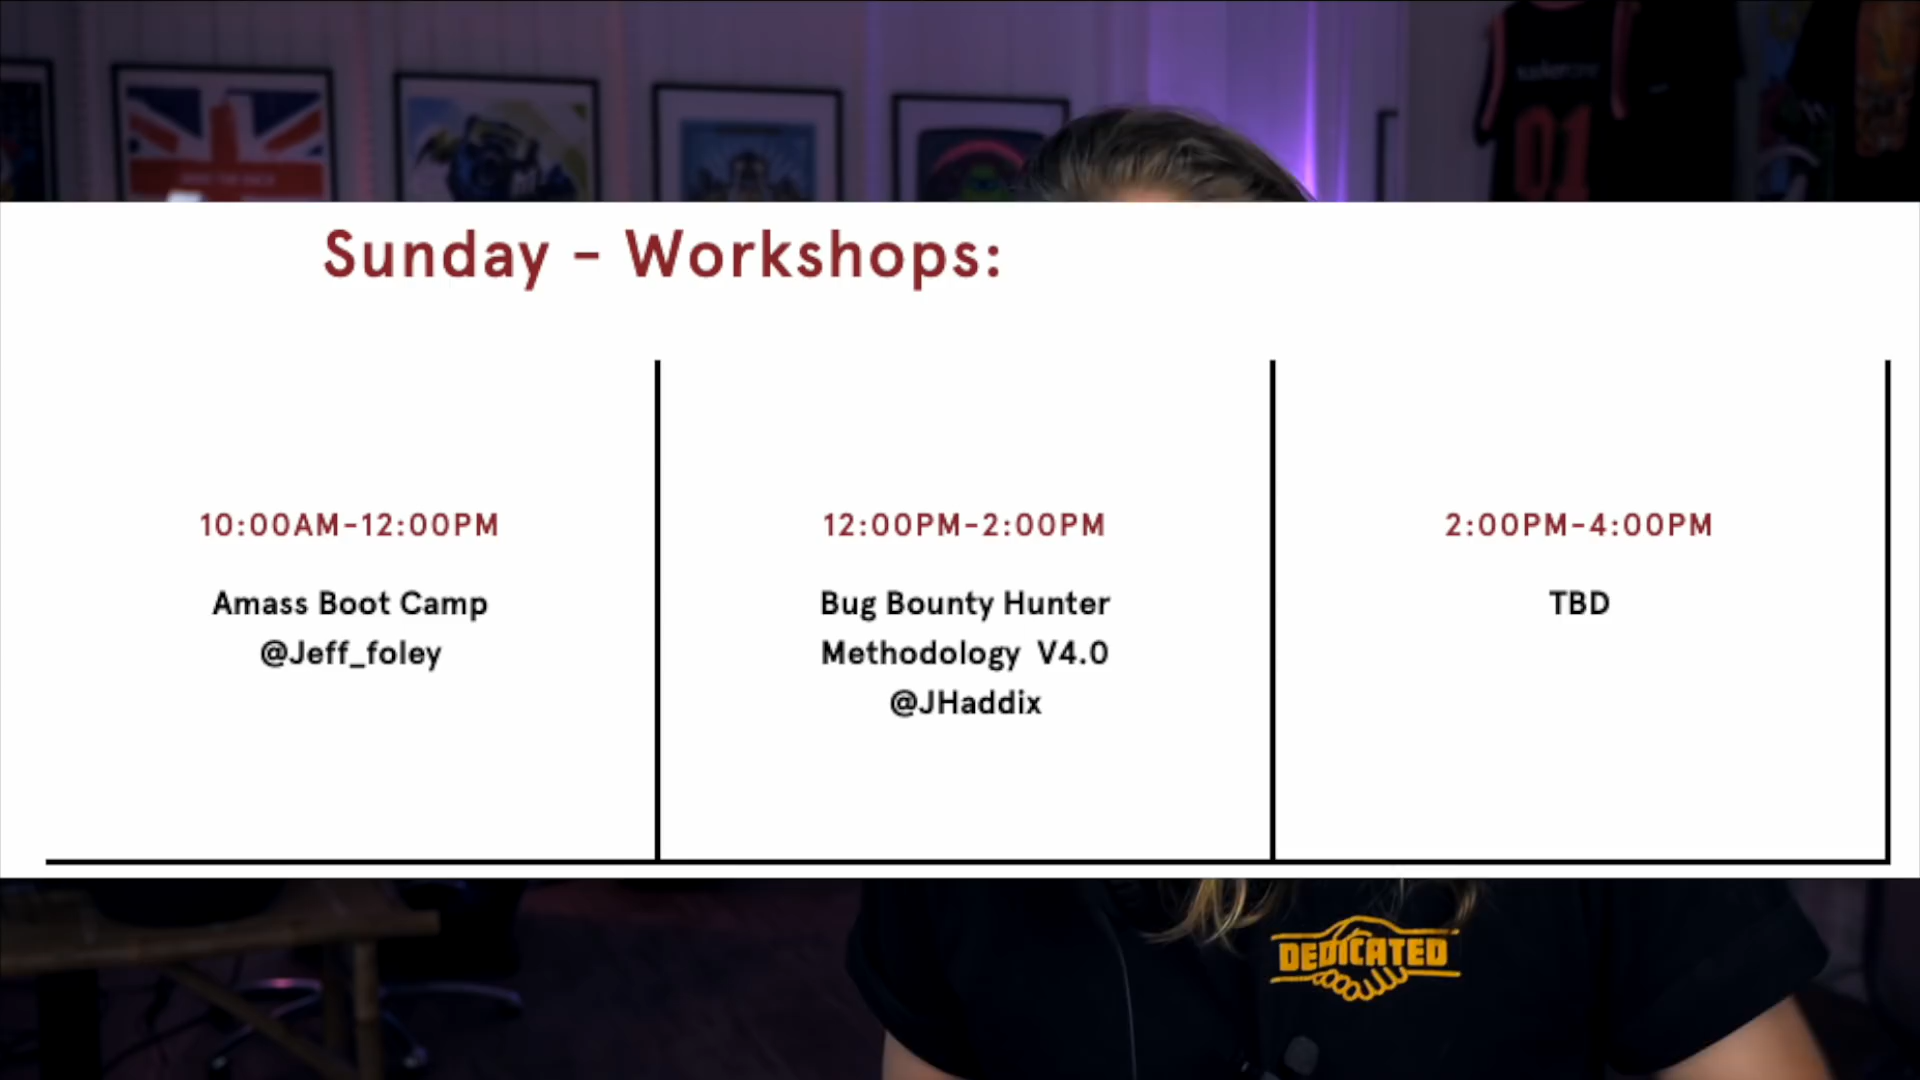 01
Sunday - Workshops:
10:00AM-12:00PM
Amass Boot Camp
@Jeff_foley
12:00PM-2:00PM
Bug Bounty Hunter
Methodology V4.0
@JHaddix
2:00PM-4:00PM
TBD
DEDICATED